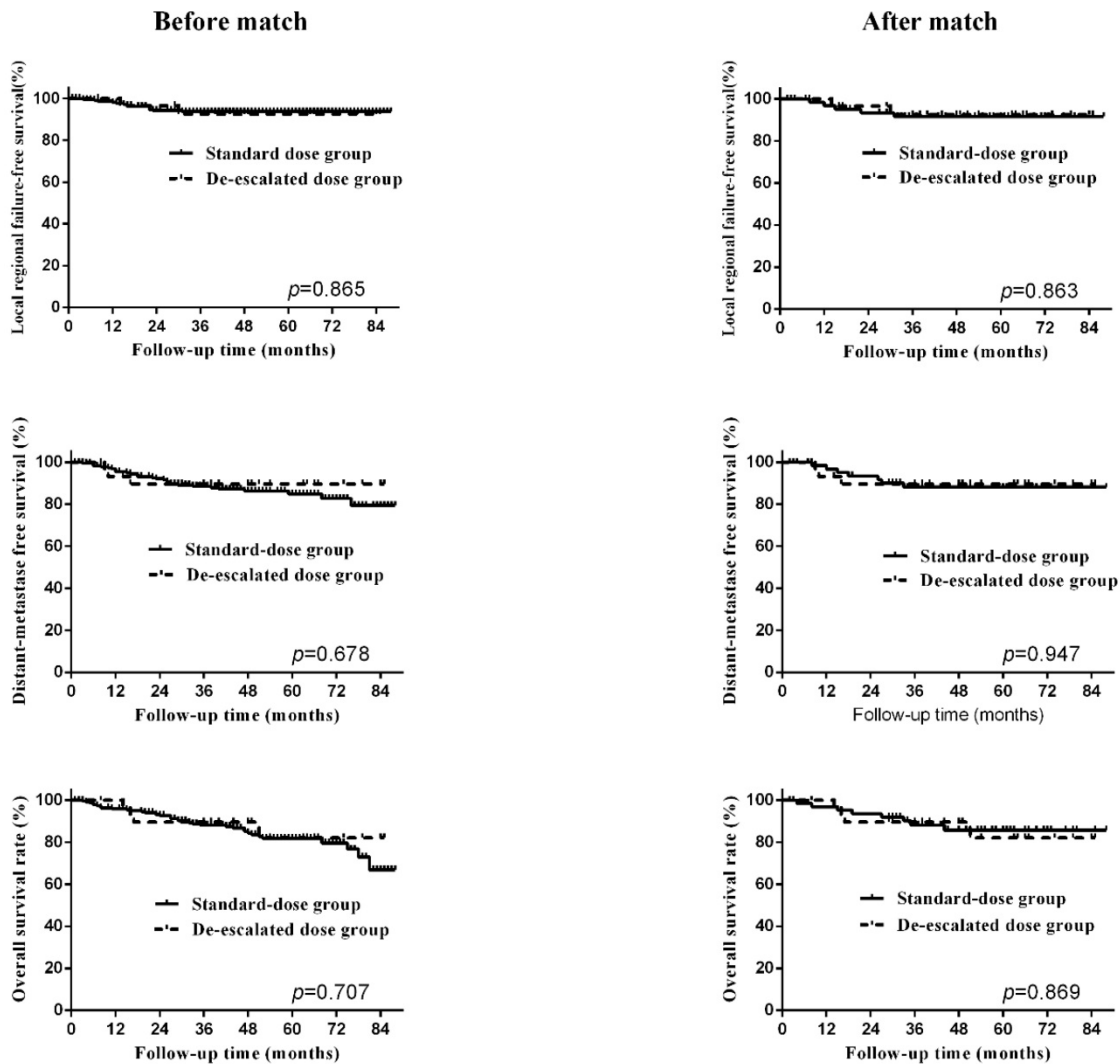 Before match
After match
Local regional failure-free survival(%)
100
80
60
40
20
0
Standard dose group
De-escalated dose group
p=0.865
0 12 24 36 48 60 72 84
Follow-up time (months)
Local regional failure-free survival(%)
100
80
60
40
20
0
Standard-dose group
De-escalated dose group
p=0.863
0 12 24 36 48 60 72 84
Follow-up time (months)
Distant-metastase free survival (%)
100
80
60
40
20
0
Standard-dose group
De-escalated dose group
p=0.678
0 12 24 36 48 60 72 84
Follow-up time (months)
Distant-metastase free survival (%)
100
80
60
40
20
0
Standard-dose group
De-escalated dose group
p=0.947
0 12 24 36 48 60 72 84
Follow-up time (months)
Overall survival rate (%)
100
80
60
40
20
0
Standard-dose group
De-escalated dose group
p=0.707
0 12 24 36 48 60 72 84
Follow-up time (months)
Overall survival rate (%)
100
80
60
40
20
0
Standard-dose group
De-escalated dose group
p=0.869
0 12 24 36 48 60 72 84
Follow-up time (months)